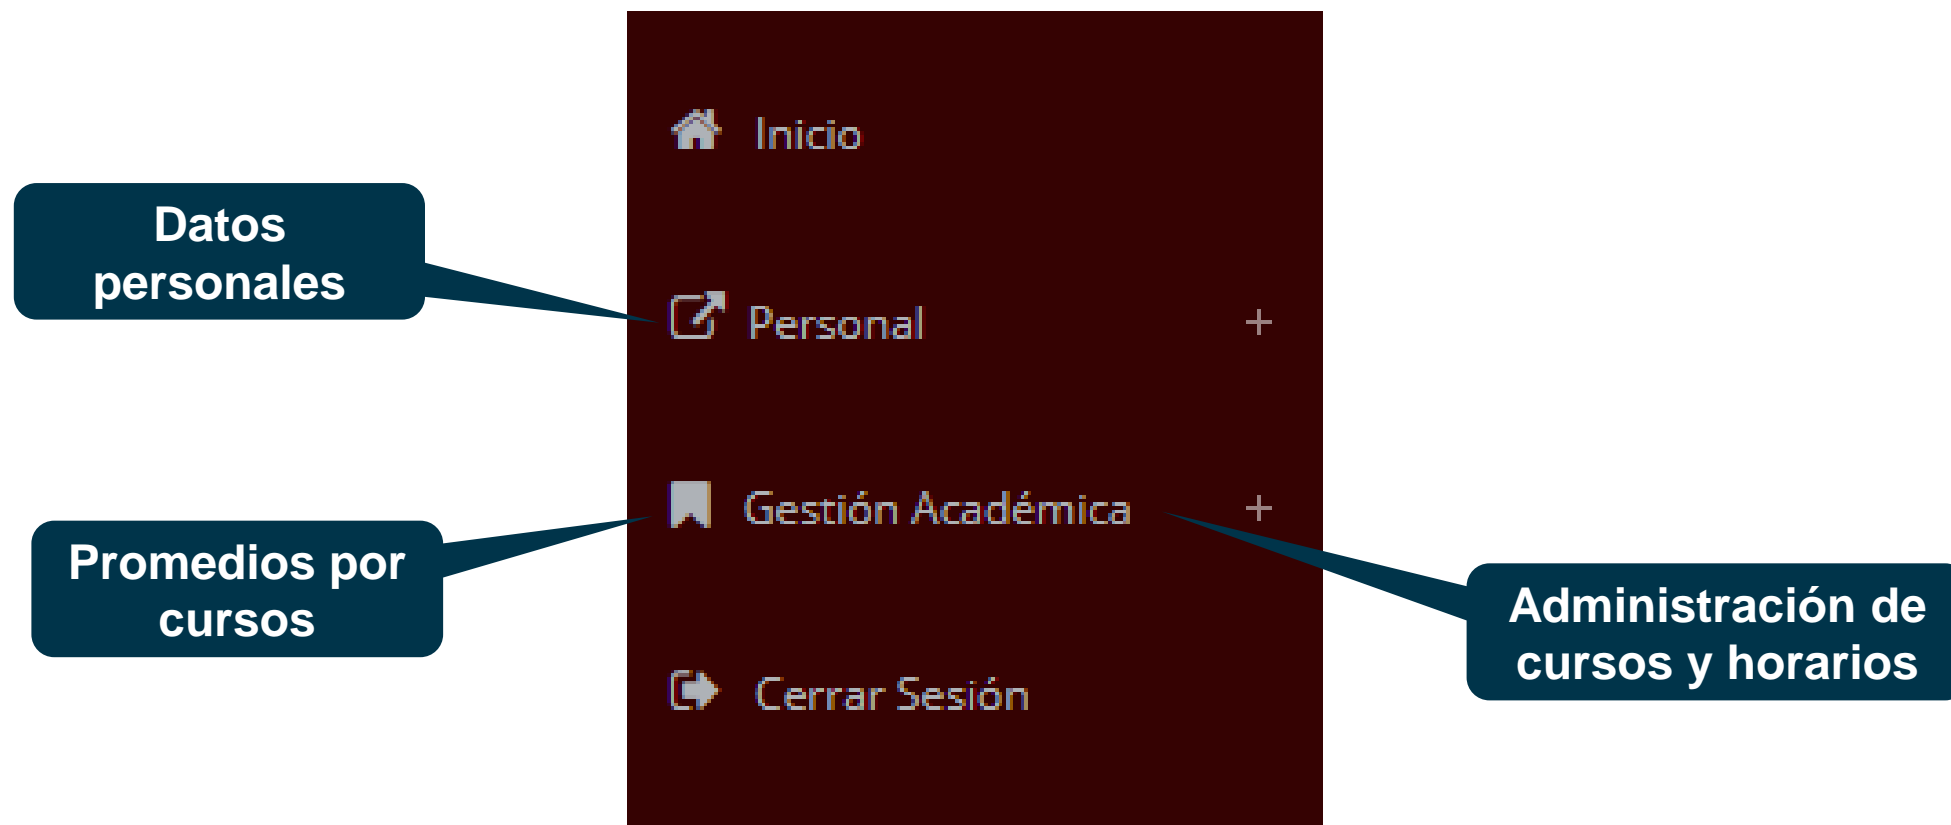 Inicio
Datos
personales
Personal +
Gestión Académica +
Promedios por
cursos
Administración de
cursos y horarios
Cerrar Sesión